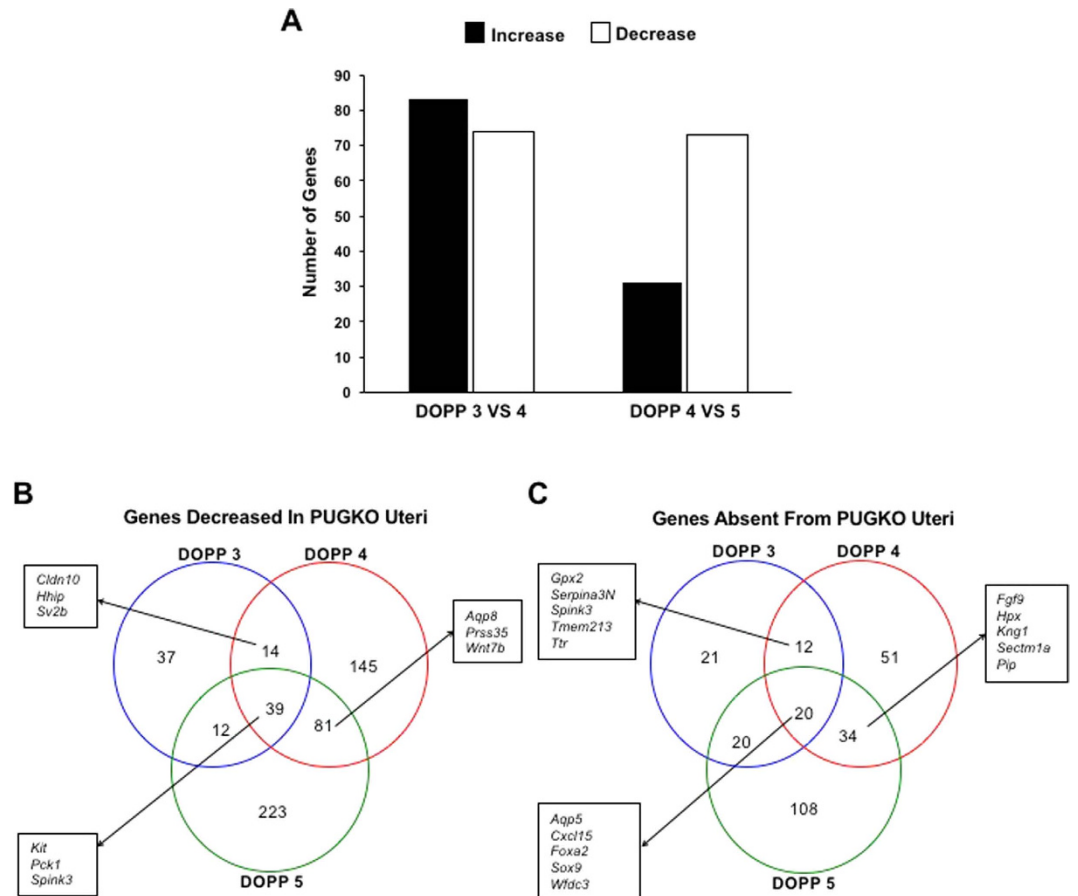 A
Increase Decrease
90
80
70
60
50
40
30
20
10
0
Number of Genes
DOPP 3 VS 4 DOPP 4 VS 5
B
Genes Decreased In PUGKO Uteri
DOPP 3 DOPP 4
Cldn10
Hhip
Sv2b
Aqp8
Prss35
Wnt7b
37 14 145
12 39 81
223
Kit
Pck1
Spink3
DOPP 5
C
Genes Absent From PUGKO Uteri
DOPP 3 DOPP 4
Gpx2
Serpina3N
Spink3
Tmem213
Ttr
Fgf9
Hpx
Kng1
Sectm1a
Pip
21 12 51
20 20 34
108
Aqp5
Cxcl15
Foxa2
Sox9
Wfdc3
DOPP 5